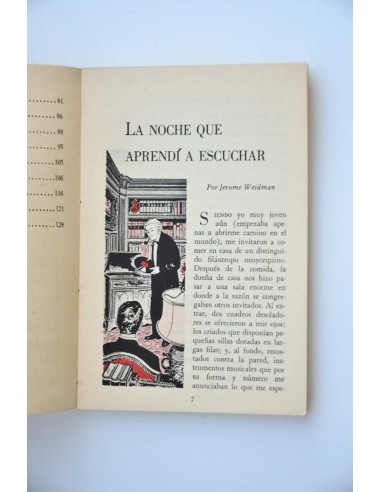 91
86
98
95
105
106
116
121
128
LA NOCHE QUE
APRENDÍ A ESCUCHAR
Por Jerome Weidman
SIENDO yo muy joven
aún (empezaba ape-
nas a abrirme camino en el
mundo), me invitaron a co-
mer en casa de un distingui-
do filántropo neoyorquino.
Después de la comida, la
dueña de casa nos hizo pa-
sar a una sala enorme en
donde a la sazón se congre-
gaban otros invitados. Al en-
trar, dos cuadros desolado-
res se ofrecieron a mis ojos:
los criados que disponían pe-
queñas sillas doradas en lar-
gas filas; y, al fondo, recos-
tados contra la pared, ins-
trumentos musicales que por
su forma y número me
anunciaban lo que me espe-
7